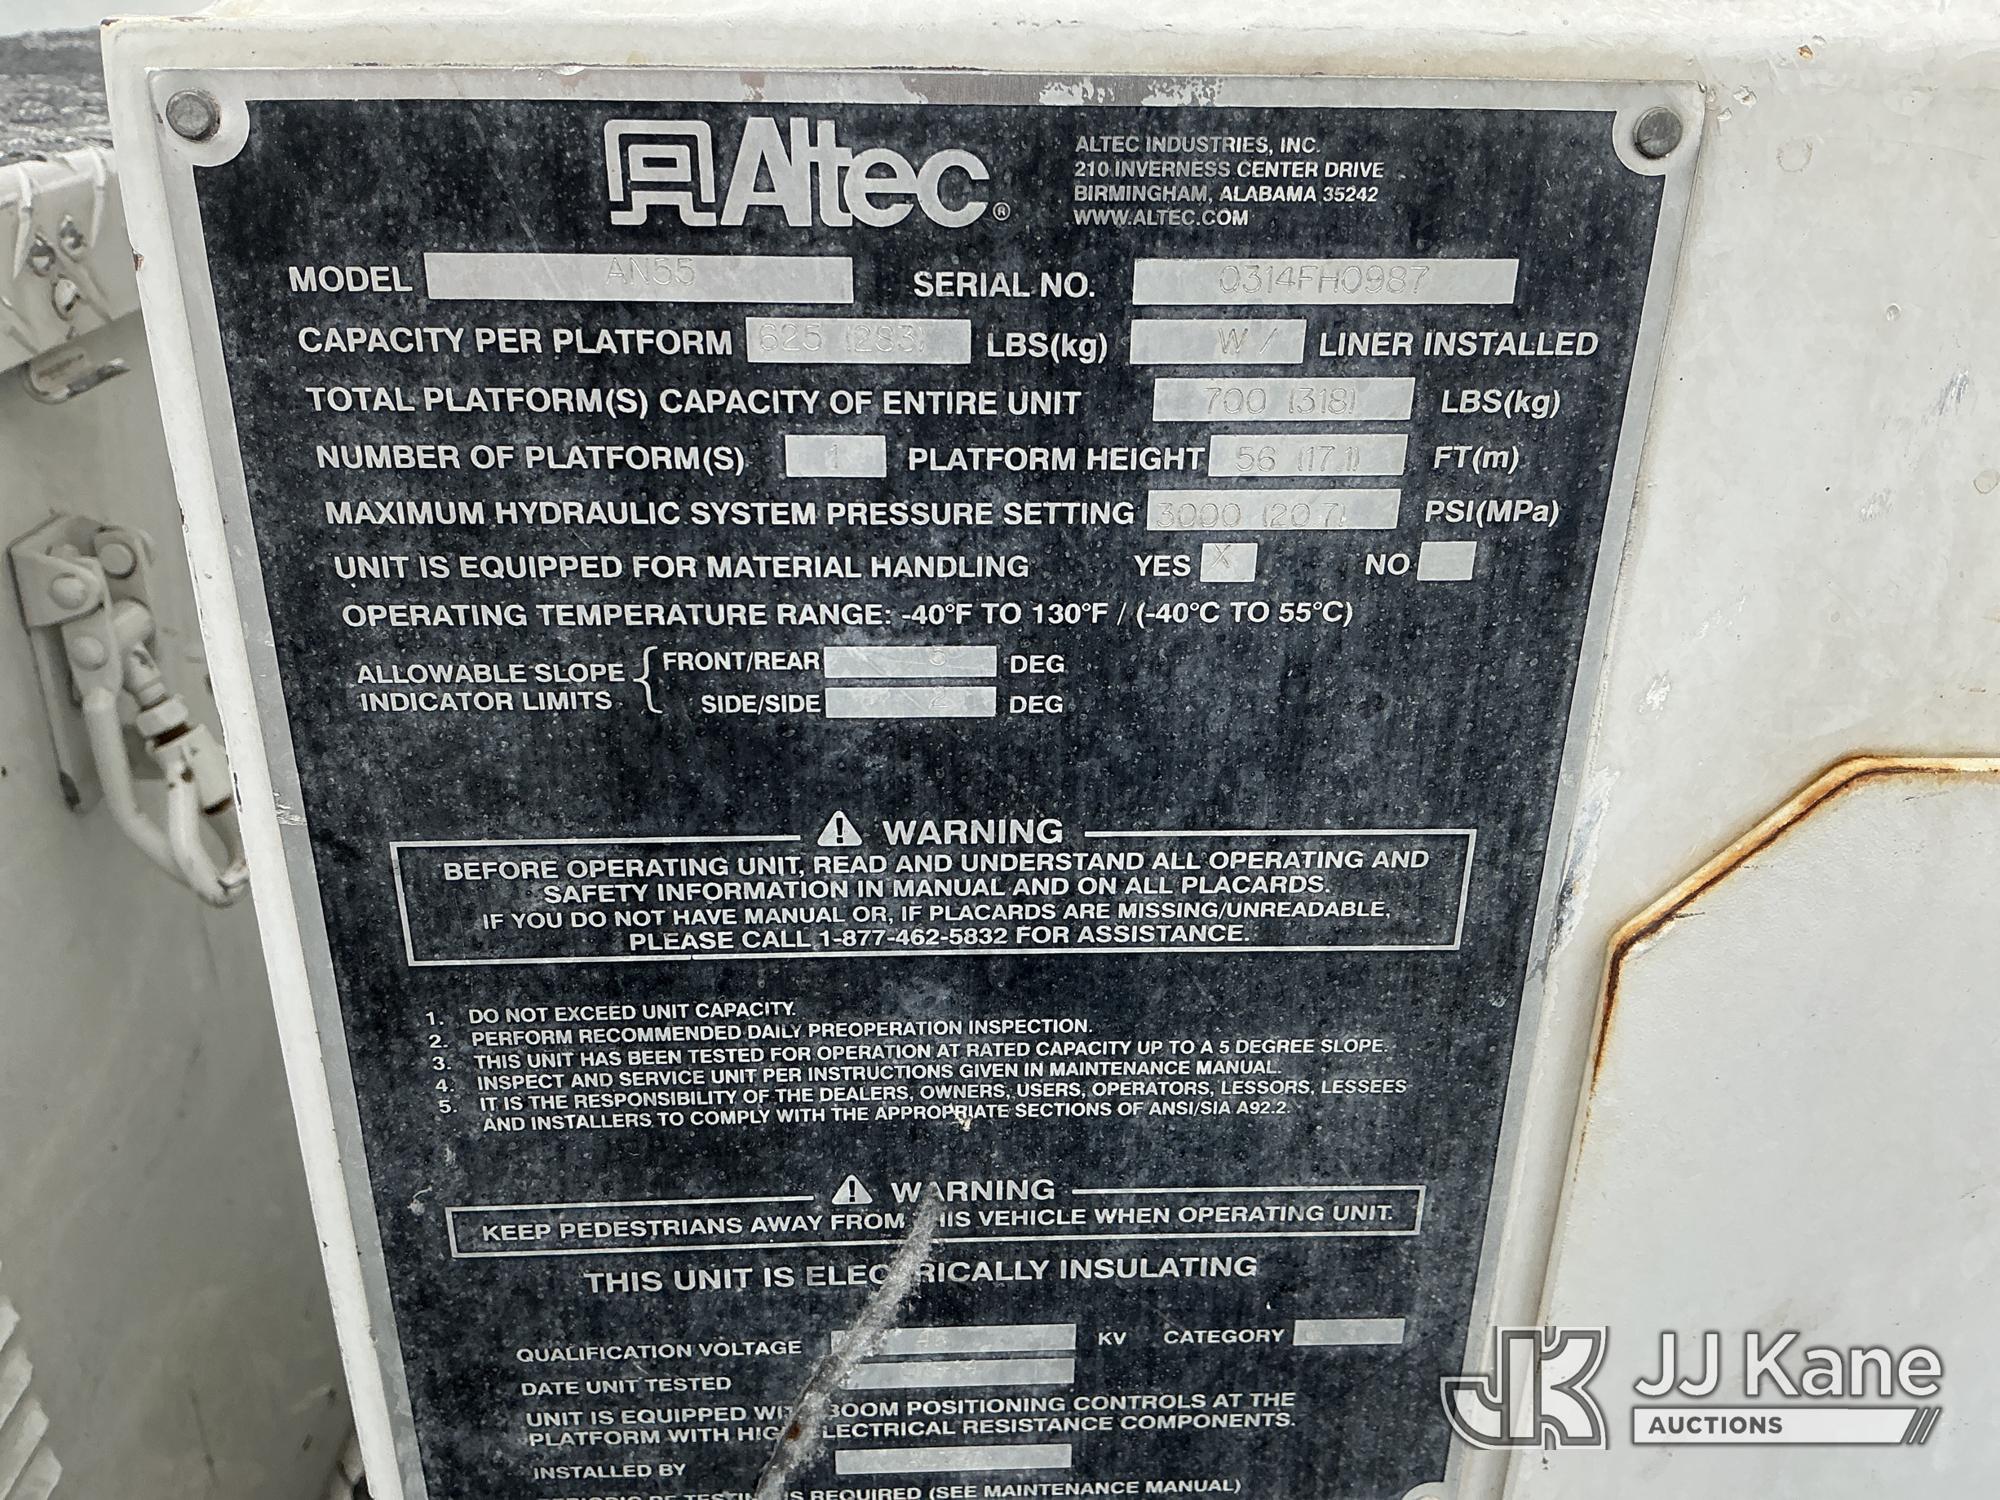 Altec®
ALTEC INDUSTRIES, INC.
210 INVERNESS CENTER DRIVE
BIRMINGHAM, ALABAMA 35242
WWW.ALTEC.COM
MODEL AN55 SERIAL NO. 0314FH0987
CAPACITY PER PLATFORM 625 (283) LBS(kg) W/ LINER INSTALLED
TOTAL PLATFORM(S) CAPACITY OF ENTIRE UNIT 700 (318) LBS(kg)
NUMBER OF PLATFORM(S) 1 PLATFORM HEIGHT 56 (17.1) FT(m)
MAXIMUM HYDRAULIC SYSTEM PRESSURE SETTING 3000 (20.7) PSI(MPa)
UNIT IS EQUIPPED FOR MATERIAL HANDLING YES X NO
OPERATING TEMPERATURE RANGE: -40°F TO 130°F / (-40°C TO 55°C)
ALLOWABLE SLOPE INDICATOR LIMITS
FRONT/REAR DEG
SIDE/SIDE DEG
WARNING
BEFORE OPERATING UNIT, READ AND UNDERSTAND ALL OPERATING AND
SAFETY INFORMATION IN MANUAL AND ON ALL PLACARDS.
IF YOU DO NOT HAVE MANUAL OR, IF PLACARDS ARE MISSING/UNREADABLE,
PLEASE CALL 1-877-462-5832 FOR ASSISTANCE.
1. DO NOT EXCEED UNIT CAPACITY.
2. PERFORM RECOMMENDED DAILY PREOPERATION INSPECTION.
3. THIS UNIT HAS BEEN TESTED FOR OPERATION AT RATED CAPACITY UP TO A 5 DEGREE SLOPE.
4. INSPECT AND SERVICE UNIT PER INSTRUCTIONS GIVEN IN MAINTENANCE MANUAL.
5. IT IS THE RESPONSIBILITY OF THE DEALERS, OWNERS, USERS, OPERATORS, LESSORS, LESSEES
AND INSTALLERS TO COMPLY WITH THE APPROPRIATE SECTIONS OF ANSI/SIA A92.2.
WARNING
KEEP PEDESTRIANS AWAY FROM THIS VEHICLE WHEN OPERATING UNIT.
THIS UNIT IS ELECTRICALLY INSULATING
QUALIFICATION VOLTAGE KV CATEGORY
DATE UNIT TESTED
UNIT IS EQUIPPED WITH BOOM POSITIONING CONTROLS AT THE
PLATFORM WITH HIGH ELECTRICAL RESISTANCE COMPONENTS.
INSTALLED BY
IS REQUIRED (SEE MAINTENANCE MANUAL)
JJ Kane
AUCTIONS